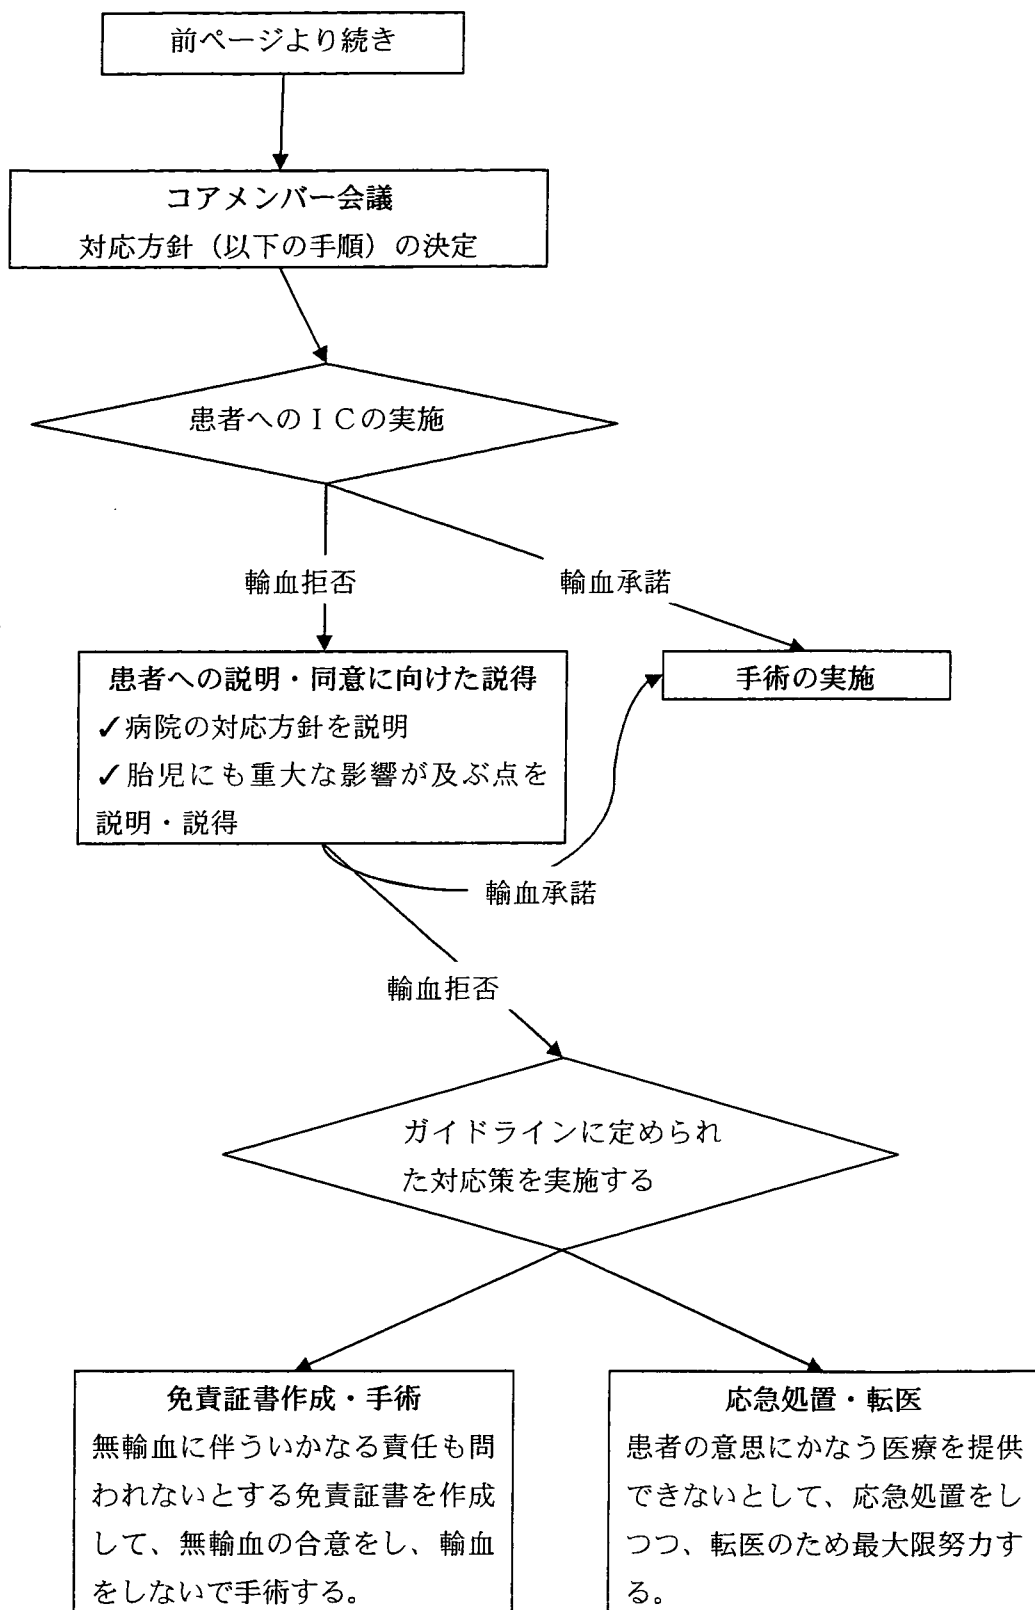 前ページより続き
コアメンバー会議
対応方針（以下の手順）の決定
患者へのＩＣの実施
輸血拒否
輸血承諾
患者への説明・同意に向けた説得
✓病院の対応方針を説明
✓胎児にも重大な影響が及ぶ点を
説明・説得
手術の実施
輸血承諾
輸血拒否
ガイドラインに定められ
た対応策を実施する
免責証書作成・手術
無輸血に伴ういかなる責任も問
われないとする免責証書を作成
して、無輸血の合意をし、輸血
をしないで手術する。
応急処置・転医
患者の意思にかなう医療を提供
できないとして、応急処置をし
つつ、転医のため最大限努力す
る。